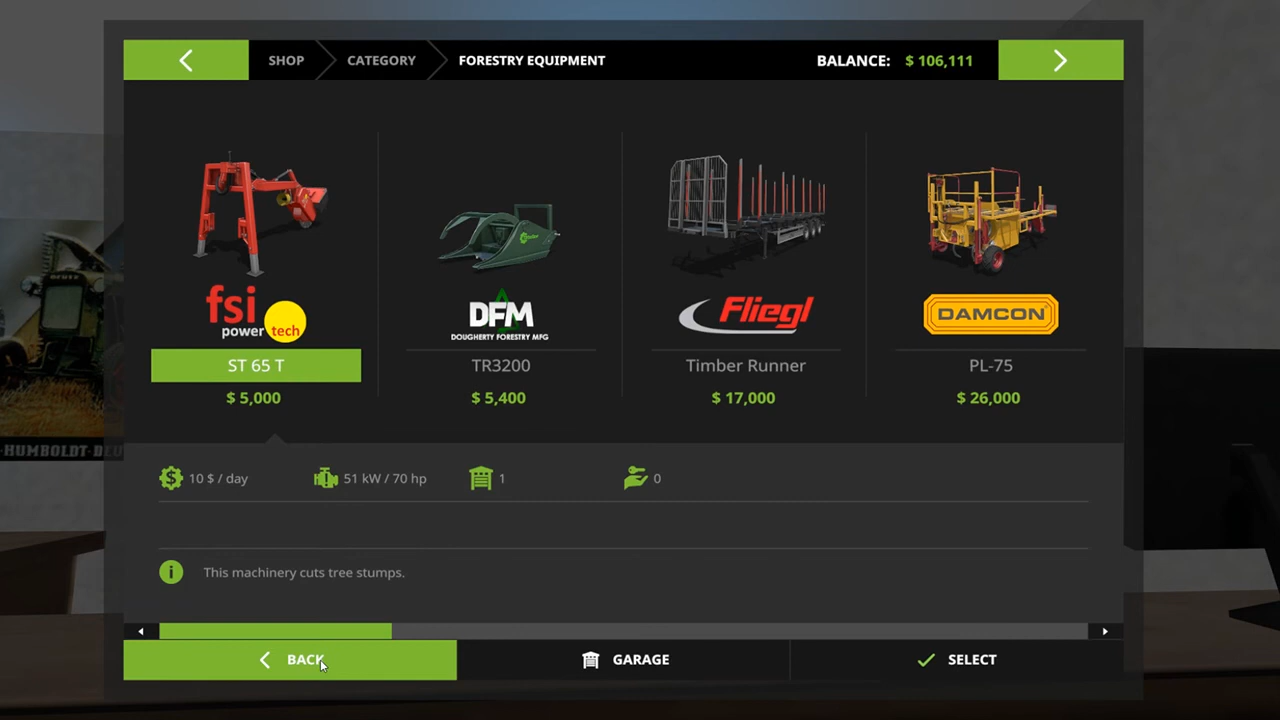 SHOP CATEGORY FORESTRY EQUIPMENT BALANCE: $ 106,111
fsi power tech
DFM
DOUGHERTY FORESTRY MFG
Fliegl
DAMCON
ST 65 T TR3200 Timber Runner PL-75
$ 5,000 $ 5,400 $ 17,000 $ 26,000
HUMBOLDT-DEU
10 $ / day 51 kW / 70 hp 1 0
i This machinery cuts tree stumps.
BACK GARAGE SELECT